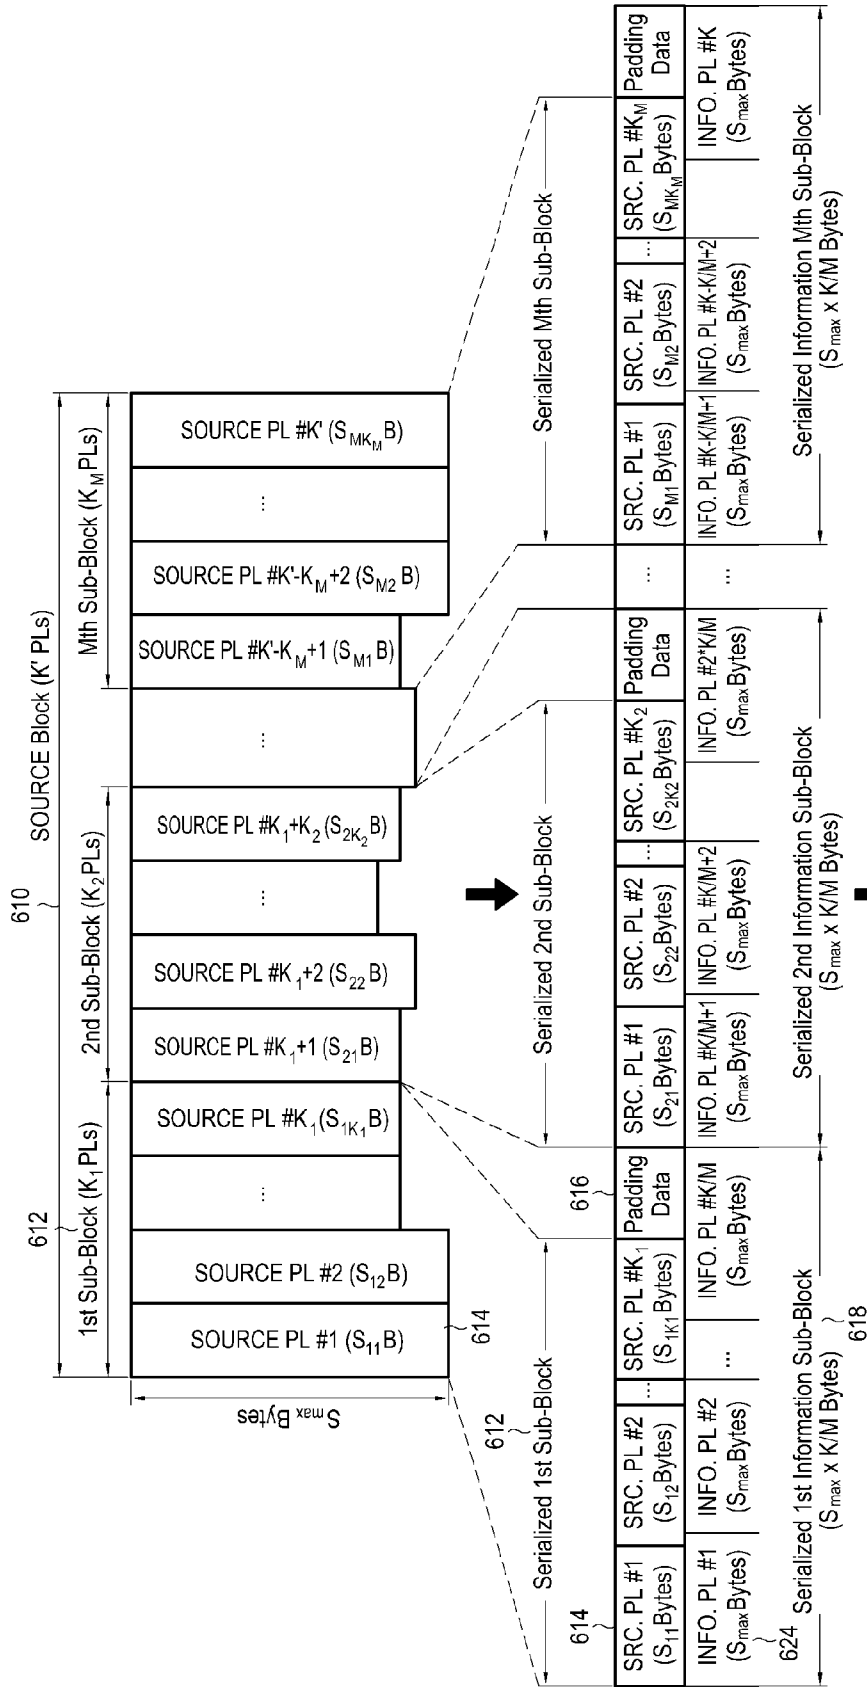 SOURCE Block (K' PLs)
610
612
1st Sub-Block (K1 PLs)
2nd Sub-Block (K2 PLs)
Mth Sub-Block (KM PLs)
Smax Bytes
SOURCE PL #1 (S11 B)
SOURCE PL #2 (S12 B)
...
SOURCE PL #K1 (S1K1 B)
SOURCE PL #K1+1 (S21 B)
SOURCE PL #K1+2 (S22 B)
...
SOURCE PL #K1+K2 (S2K2 B)
...
SOURCE PL #K'-KM+1 (SM1 B)
SOURCE PL #K'-KM+2 (SM2 B)
...
SOURCE PL #K' (SMKM B)
614
612
Serialized 1st Sub-Block
Serialized 2nd Sub-Block
Serialized Mth Sub-Block
614
616
SRC. PL #1
(S11 Bytes)
SRC. PL #2
(S12 Bytes)
...
SRC. PL #K1
(S1K1 Bytes)
Padding
Data
SRC. PL #1
(S21 Bytes)
SRC. PL #2
(S22 Bytes)
...
SRC. PL #K2
(S2K2 Bytes)
Padding
Data
...
SRC. PL #1
(SM1 Bytes)
SRC. PL #2
(SM2 Bytes)
...
SRC. PL #KM
(SMKM Bytes)
Padding
Data
INFO. PL #1
(Smax Bytes)
INFO. PL #2
(Smax Bytes)
...
INFO. PL #K/M
(Smax Bytes)
INFO. PL #K/M+1
(Smax Bytes)
INFO. PL #K/M+2
(Smax Bytes)
INFO. PL #2*K/M
(Smax Bytes)
...
INFO. PL #K-K/M+1
(Smax Bytes)
INFO. PL #K-K/M+2
(Smax Bytes)
INFO. PL #K
(Smax Bytes)
624
Serialized 1st Information Sub-Block
(Smax x K/M Bytes)
618
Serialized 2nd Information Sub-Block
(Smax x K/M Bytes)
Serialized Information Mth Sub-Block
(Smax x K/M Bytes)